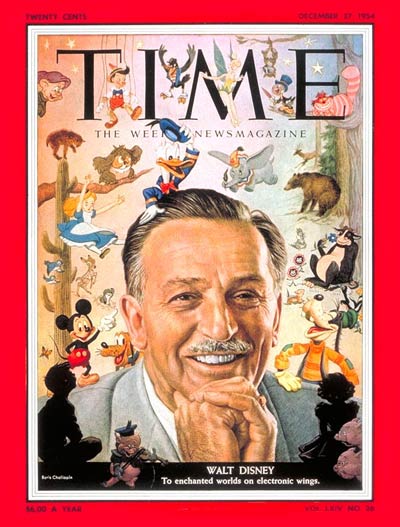 TWENTY CENTS DECEMBER 27, 1954
TIME
THE WEEKLY NEWSMAGAZINE
Boris Chaliapin
WALT DISNEY
To enchanted worlds on electronic wings.
$6.00 A YEAR VOL. LXIV NO. 26